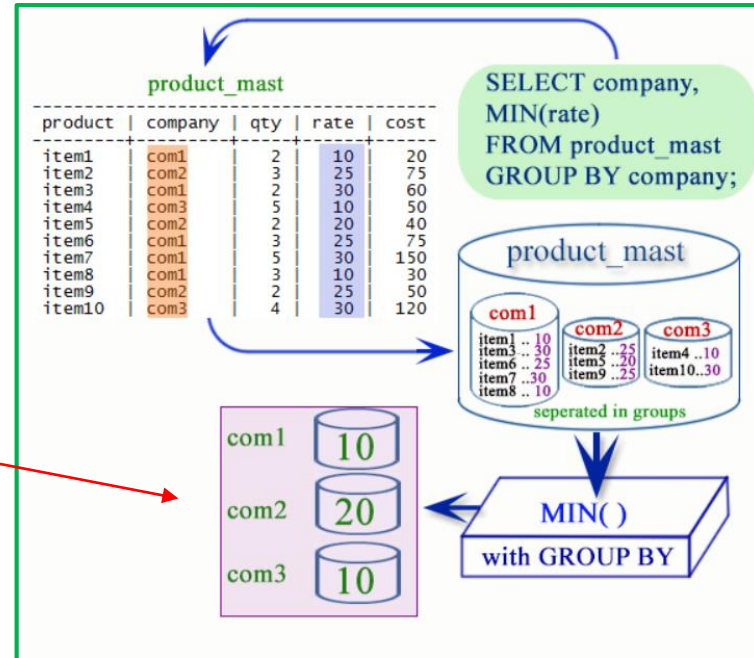 product_mast
SELECT company,
MIN(rate)
FROM product_mast
GROUP BY company;
product | company | qty | rate | cost
item1 | com1 | 2 | 10 | 20
item2 | com2 | 3 | 25 | 75
item3 | com1 | 2 | 30 | 60
item4 | com3 | 5 | 10 | 50
item5 | com2 | 2 | 20 | 40
item6 | com1 | 3 | 25 | 75
item7 | com1 | 5 | 30 | 150
item8 | com1 | 3 | 10 | 30
item9 | com2 | 2 | 25 | 50
item10 | com3 | 4 | 30 | 120
product_mast
com1
item1 .. 10
item3 .. 30
item6 .. 25
item7 ..30
item8 .. 10
com2
item2 ..25
item5 ..20
item9 ..25
com3
item4 ..10
item10..30
seperated in groups
MIN( )
with GROUP BY
com1 10
com2 20
com3 10